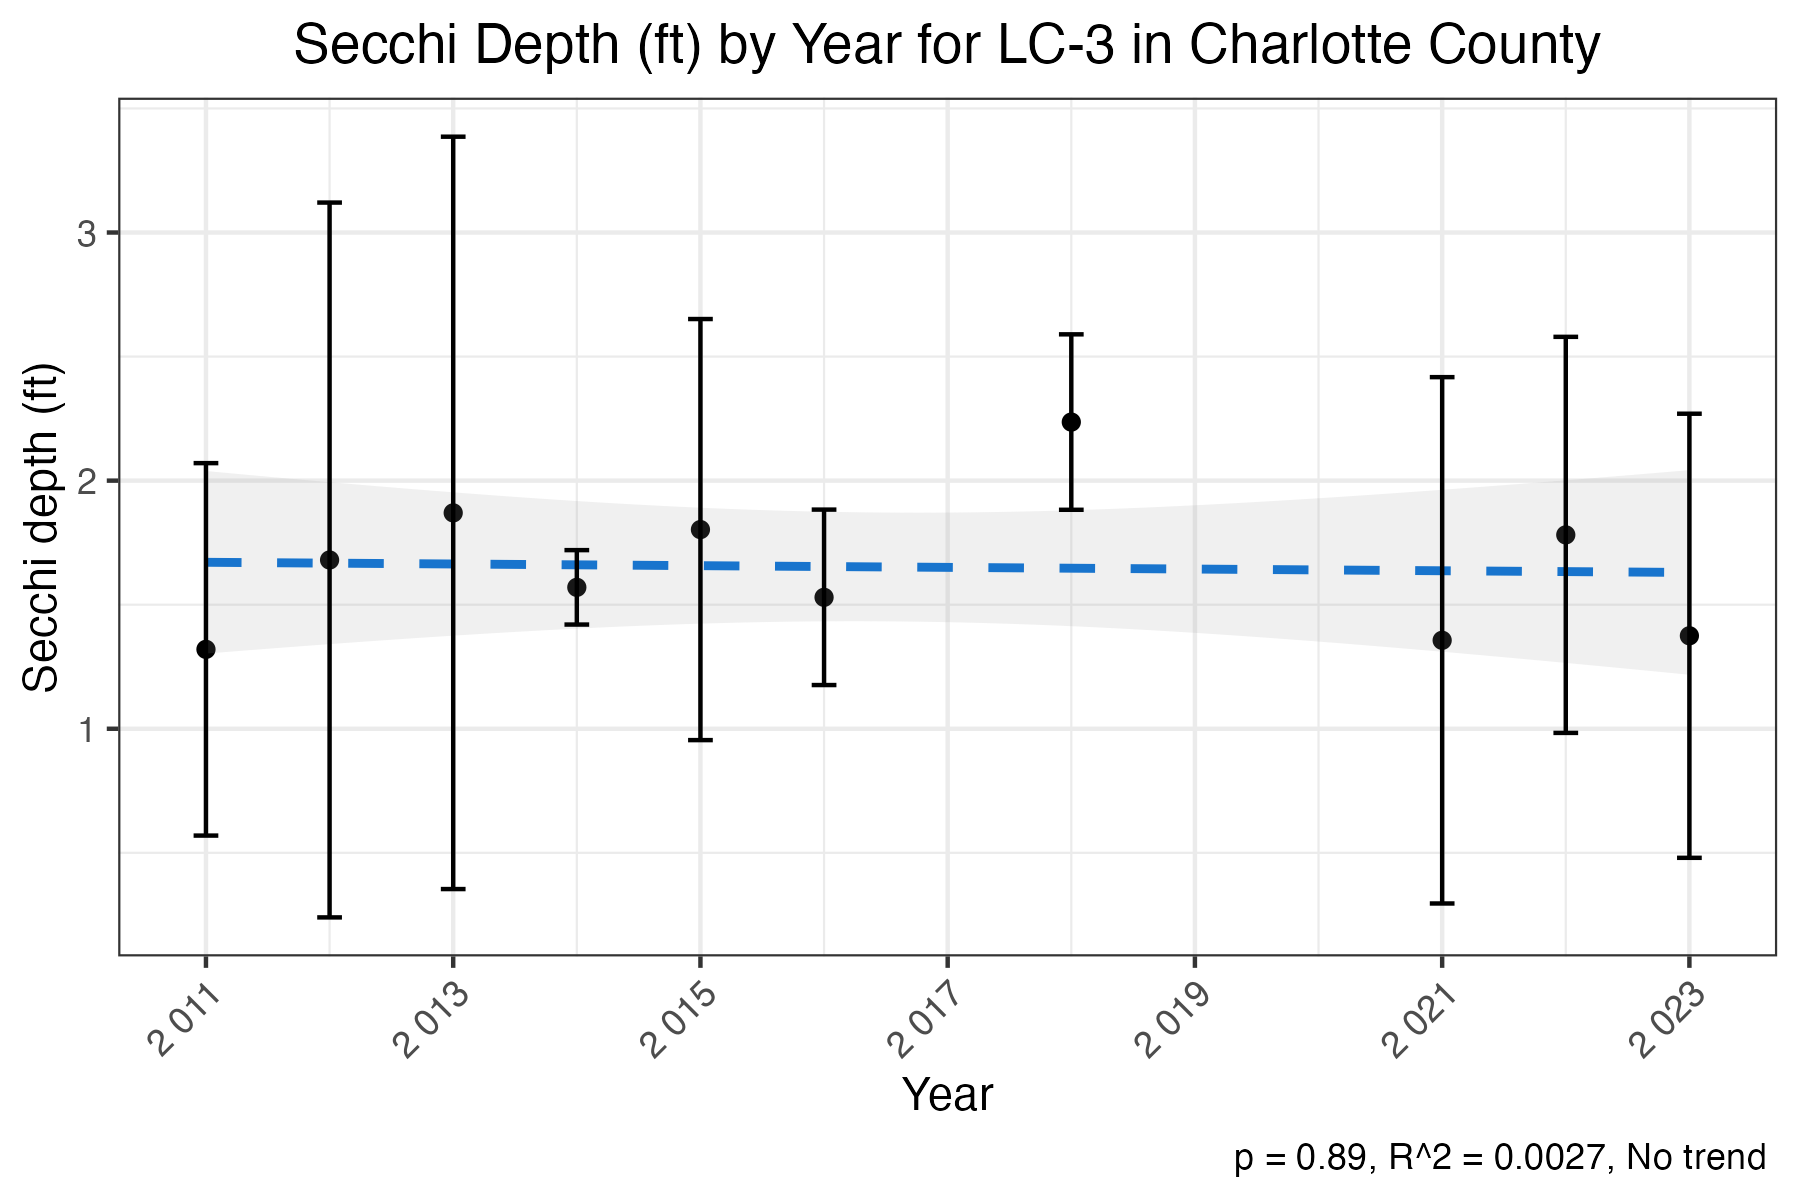 Secchi Depth (ft) by Year for LC-3 in Charlotte County
Secchi depth (ft)
3
2
1
2011
2013
2015
2017
2019
2021
2023
Year
p = 0.89, R^2 = 0.0027, No trend